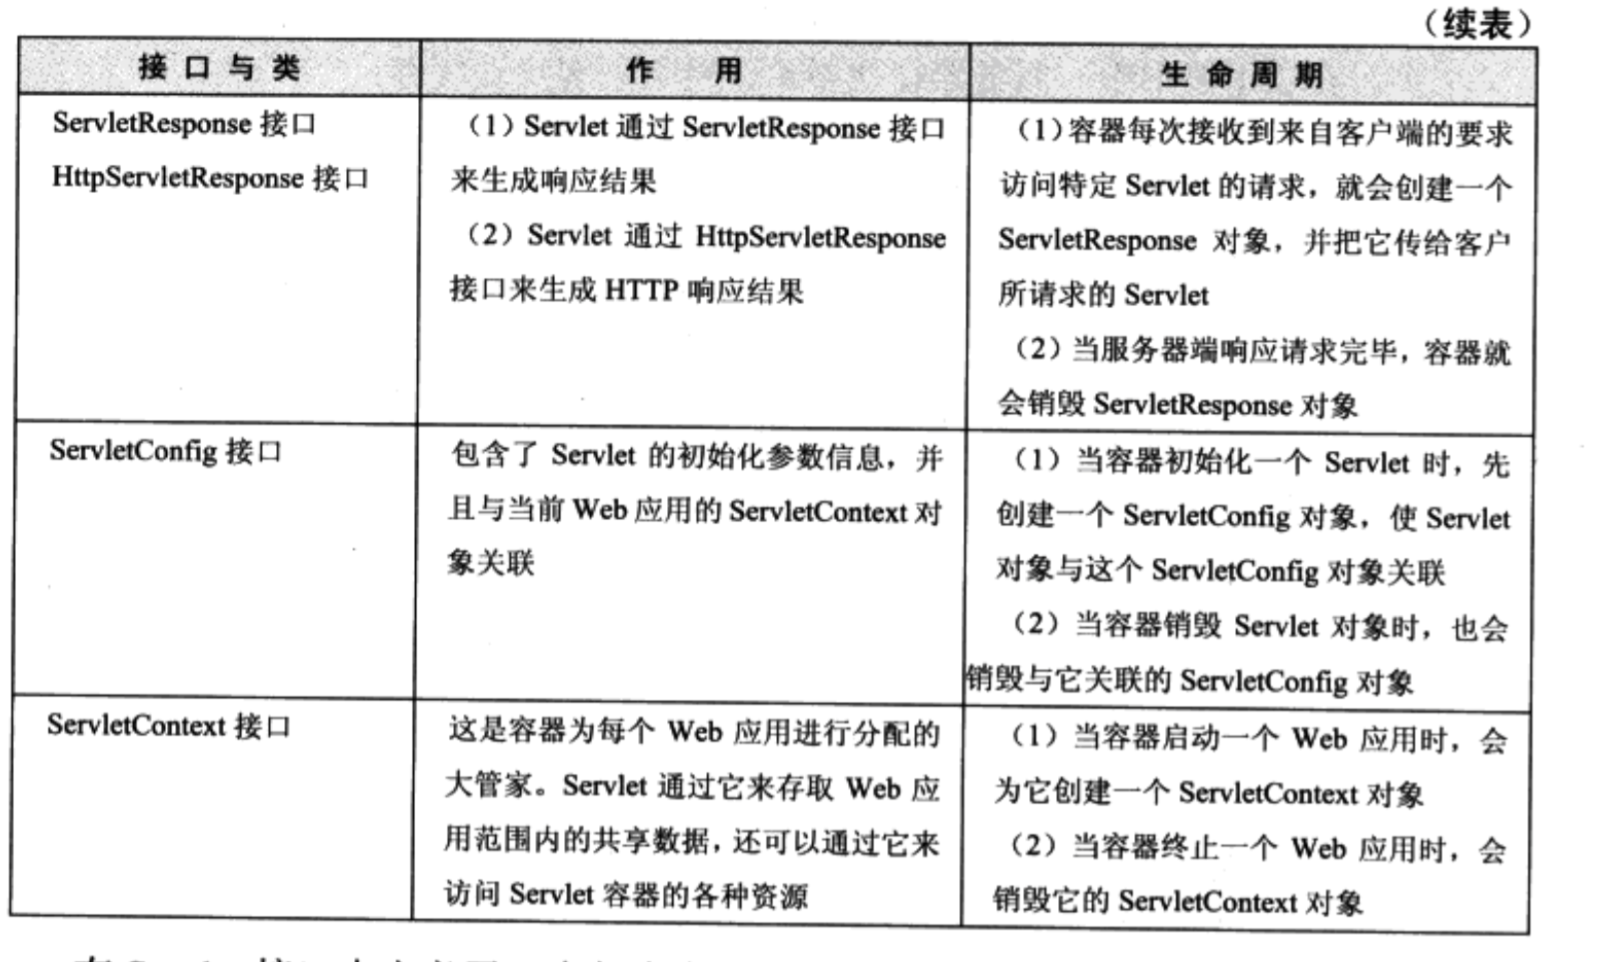 （续表）
接口与类
作 用
生命周期
ServletResponse 接口
HttpServletResponse 接口
（1）Servlet 通过 ServletResponse 接口
来生成响应结果
（2）Servlet 通过 HttpServletResponse
接口来生成 HTTP 响应结果
（1）容器每次接收到来自客户端的要求
访问特定 Servlet 的请求，就会创建一个
ServletResponse 对象，并把它传给客户
所请求的 Servlet
（2）当服务器端响应请求完毕，容器就
会销毁 ServletResponse 对象
ServletConfig 接口
包含了 Servlet 的初始化参数信息，并
且与当前 Web 应用的 ServletContext 对
象关联
（1）当容器初始化一个 Servlet 时，先
创建一个 ServletConfig 对象，使 Servlet
对象与这个 ServletConfig 对象关联
（2）当容器销毁 Servlet 对象时，也会
销毁与它关联的 ServletConfig 对象
ServletContext 接口
这是容器为每个 Web 应用进行分配的
大管家。Servlet 通过它来存取 Web 应
用范围内的共享数据，还可以通过它来
访问 Servlet 容器的各种资源
（1）当容器启动一个 Web 应用时，会
为它创建一个 ServletContext 对象
（2）当容器终止一个 Web 应用时，会
销毁它的 ServletContext 对象